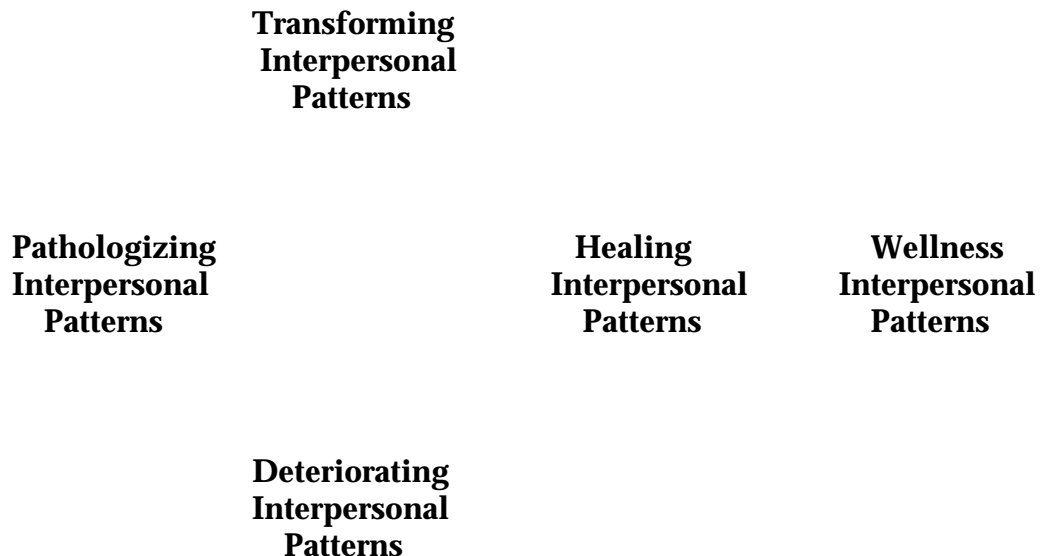 Transforming
Interpersonal
Patterns
Pathologizing
Interpersonal
Patterns
Healing
Interpersonal
Patterns
Wellness
Interpersonal
Patterns
Deteriorating
Interpersonal
Patterns